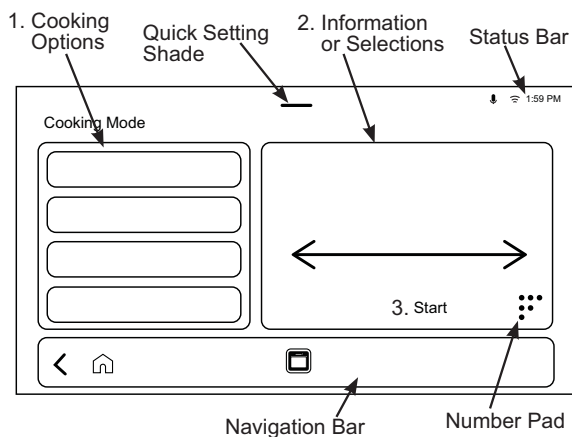 1. Cooking
Options
Quick Setting
Shade
2. Information
or Selections
Status Bar
1:59 PM
Cooking Mode
3. Start
Navigation Bar
Number Pad